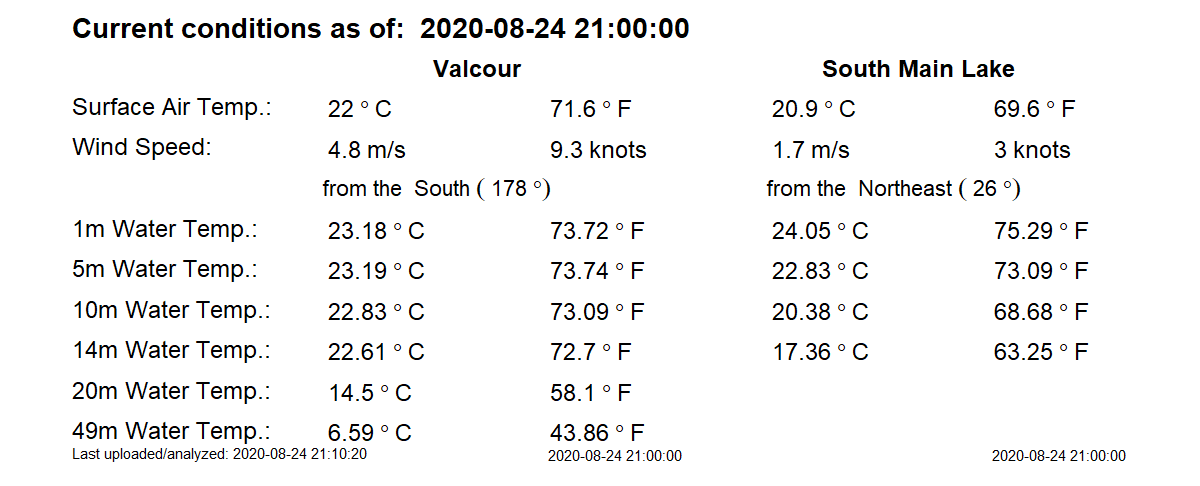 Current conditions as of:  2020-08-24 21:00:00
Valcour South Main Lake
Surface Air Temp.: 22 ° C 71.6 ° F 20.9 ° C 69.6 ° F
Wind Speed: 4.8 m/s 9.3 knots 1.7 m/s 3 knots
from the  South ( 178 °) from the  Northeast ( 26 °)
1m Water Temp.: 23.18 ° C 73.72 ° F 24.05 ° C 75.29 ° F
5m Water Temp.: 23.19 ° C 73.74 ° F 22.83 ° C 73.09 ° F
10m Water Temp.: 22.83 ° C 73.09 ° F 20.38 ° C 68.68 ° F
14m Water Temp.: 22.61 ° C 72.7 ° F 17.36 ° C 63.25 ° F
20m Water Temp.: 14.5 ° C 58.1 ° F
49m Water Temp.: 6.59 ° C 43.86 ° F
Last uploaded/analyzed: 2020-08-24 21:10:20 2020-08-24 21:00:00 2020-08-24 21:00:00